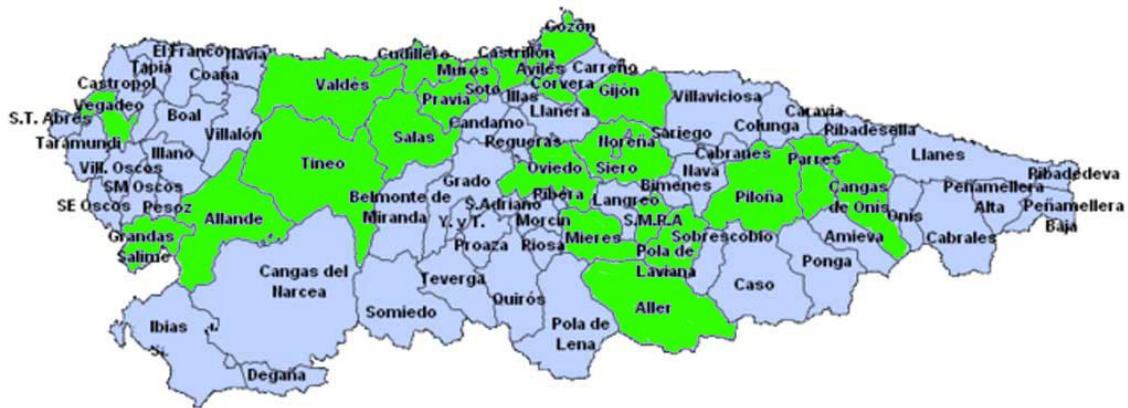 Gozón
El Franco
Navia
Cudillero
Castrillón
Tapia
Coaña
Muros
Avilés
Carreño
Castropol
Valdés
Soto
Corvera
Gijón
Vegadeo
Pravia
Illas
Villaviciosa
S.T. Abres
Boal
Llanera
Caravia
Candamo
Colunga
Taramundi
Villalón
Salas
Regueras
Noreña
Sariego
Ribadesella
Illano
Cabranes
Parres
Llanes
Vill. Oscos
Tineo
Oviedo
Siero
Nava
Ribadedeva
SM Oscos
Grado
Bimenes
Peñamellera
SE Oscos
Pesoz
Belmonte de
Miranda
Ribera
Langreo
Piloña
Cangas
de Onís
Alta
Peñamellera
Baja
Allande
S.Adriano
Y. y T.
Morcín
S.M.R.A
Onís
Grandas
Salime
Proaza
Riosa
Mieres
Sobrescobio
Amieva
Cabrales
Pola de
Laviana
Ponga
Cangas del
Narcea
Teverga
Caso
Quirós
Aller
Somiedo
Ibias
Pola de
Lena
S.
Degaña